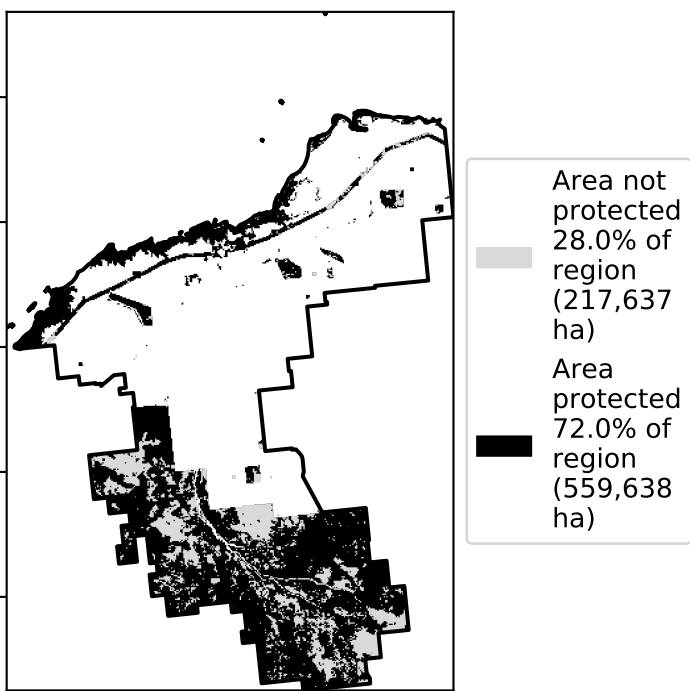 Area not
protected
28.0% of
region
(217,637
ha)
Area
protected
72.0% of
region
(559,638
ha)